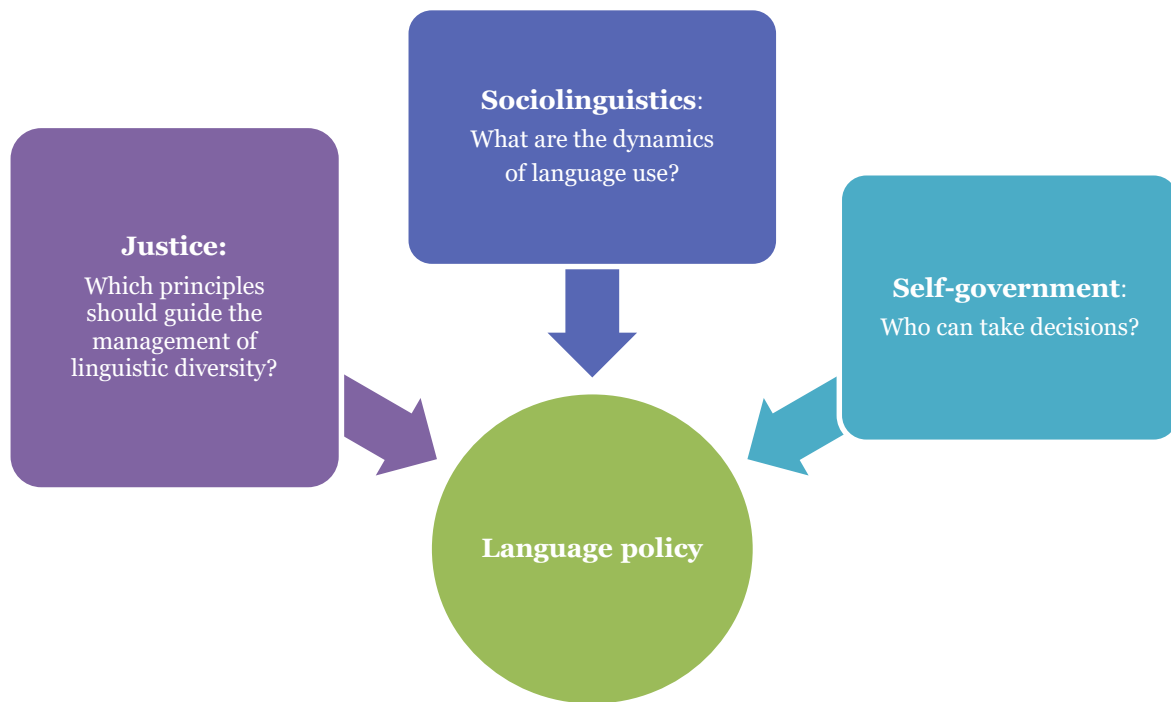 Justice:
Which principles
should guide the
management of
linguistic diversity?
Sociolinguistics:
What are the dynamics
of language use?
Self-government:
Who can take decisions?
Language policy